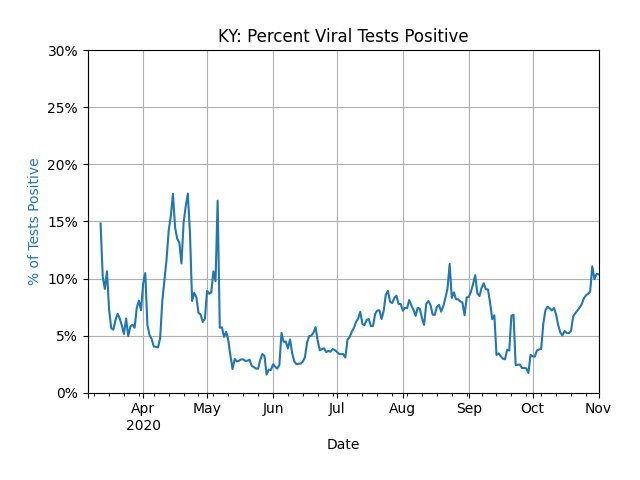 KY: Percent Viral Tests Positive
30%
25%
20%
15%
10%
5%
0%
% of Tests Positive
Apr May Jun Jul Aug Sep Oct Nov
2020
Date